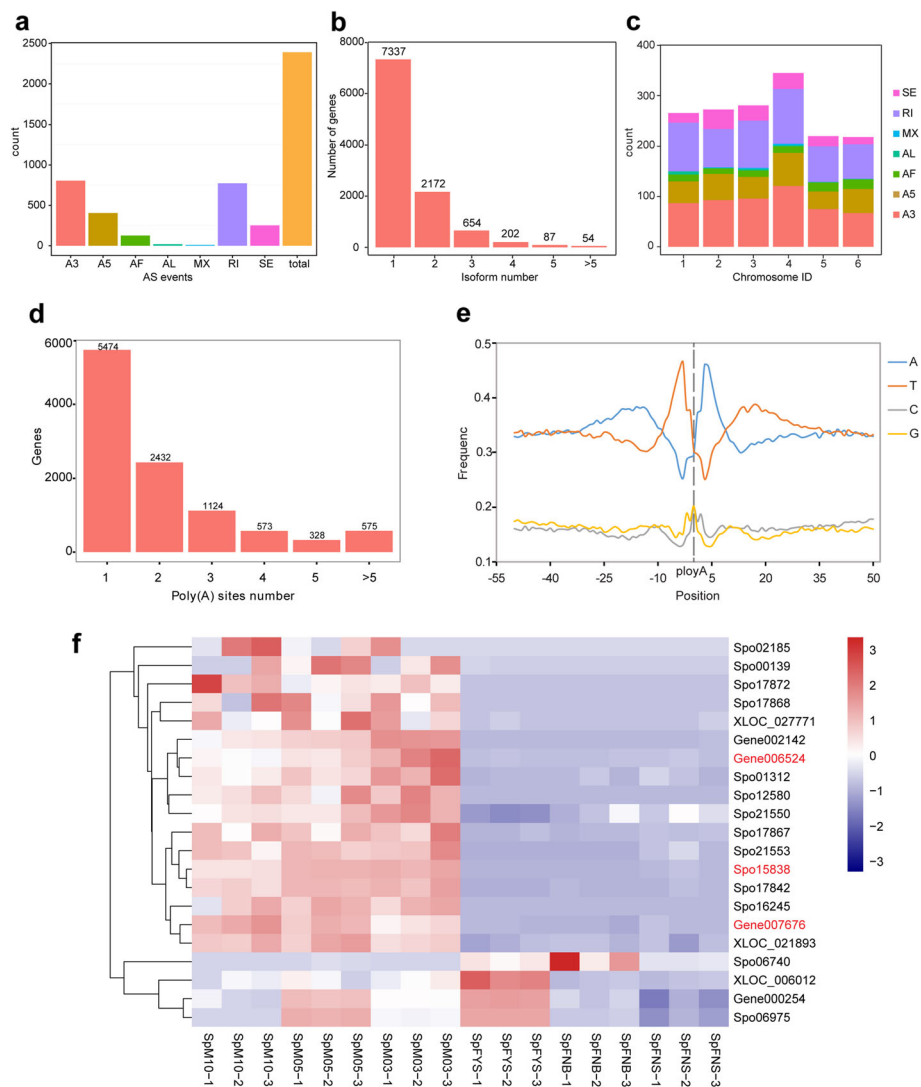 a
2500
2000
1500
1000
500
0
count
A3 A5 AF AL MX RI SE total
AS events
b
8000
6000
4000
2000
0
Number of genes
7337
2172
654
202
87
54
1 2 3 4 5 >5
Isoform number
c
400
300
200
100
0
count
1 2 3 4 5 6
Chromosome ID
SE
RI
MX
AL
AF
A5
A3
d
6000
4000
2000
0
Genes
5474
2432
1124
573
328
575
1 2 3 4 5 >5
Poly(A) sites number
e
0.5
0.4
0.3
0.2
0.1
Frequenc
-55 -40 -25 -10 ployA 5 20 35 50
Position
A
T
C
G
f
Spo02185
Spo00139
Spo17872
Spo17868
XLOC_027771
Gene002142
Gene006524
Spo01312
Spo12580
Spo21550
Spo17867
Spo21553
Spo15838
Spo17842
Spo16245
Gene007676
XLOC_021893
Spo06740
XLOC_006012
Gene000254
Spo06975
3
2
1
0
−1
−2
−3
SpM10−1
SpM10−2
SpM10−3
SpM05−1
SpM05−2
SpM05−3
SpM03−1
SpM03−2
SpM03−3
SpFYS−1
SpFYS−2
SpFYS−3
SpFNB−1
SpFNB−2
SpFNB−3
SpFNS−1
SpFNS−2
SpFNS−3